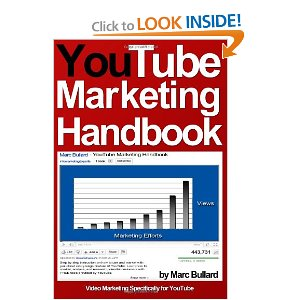 Click to LOOK INSIDE!
YouTube
Marketing
Handbook
Marc Bullard - YouTube Marketing Handbook
Views
Marketing Efforts
443,731
by Marc Bullard
Video Marketing Specifically for YouTube